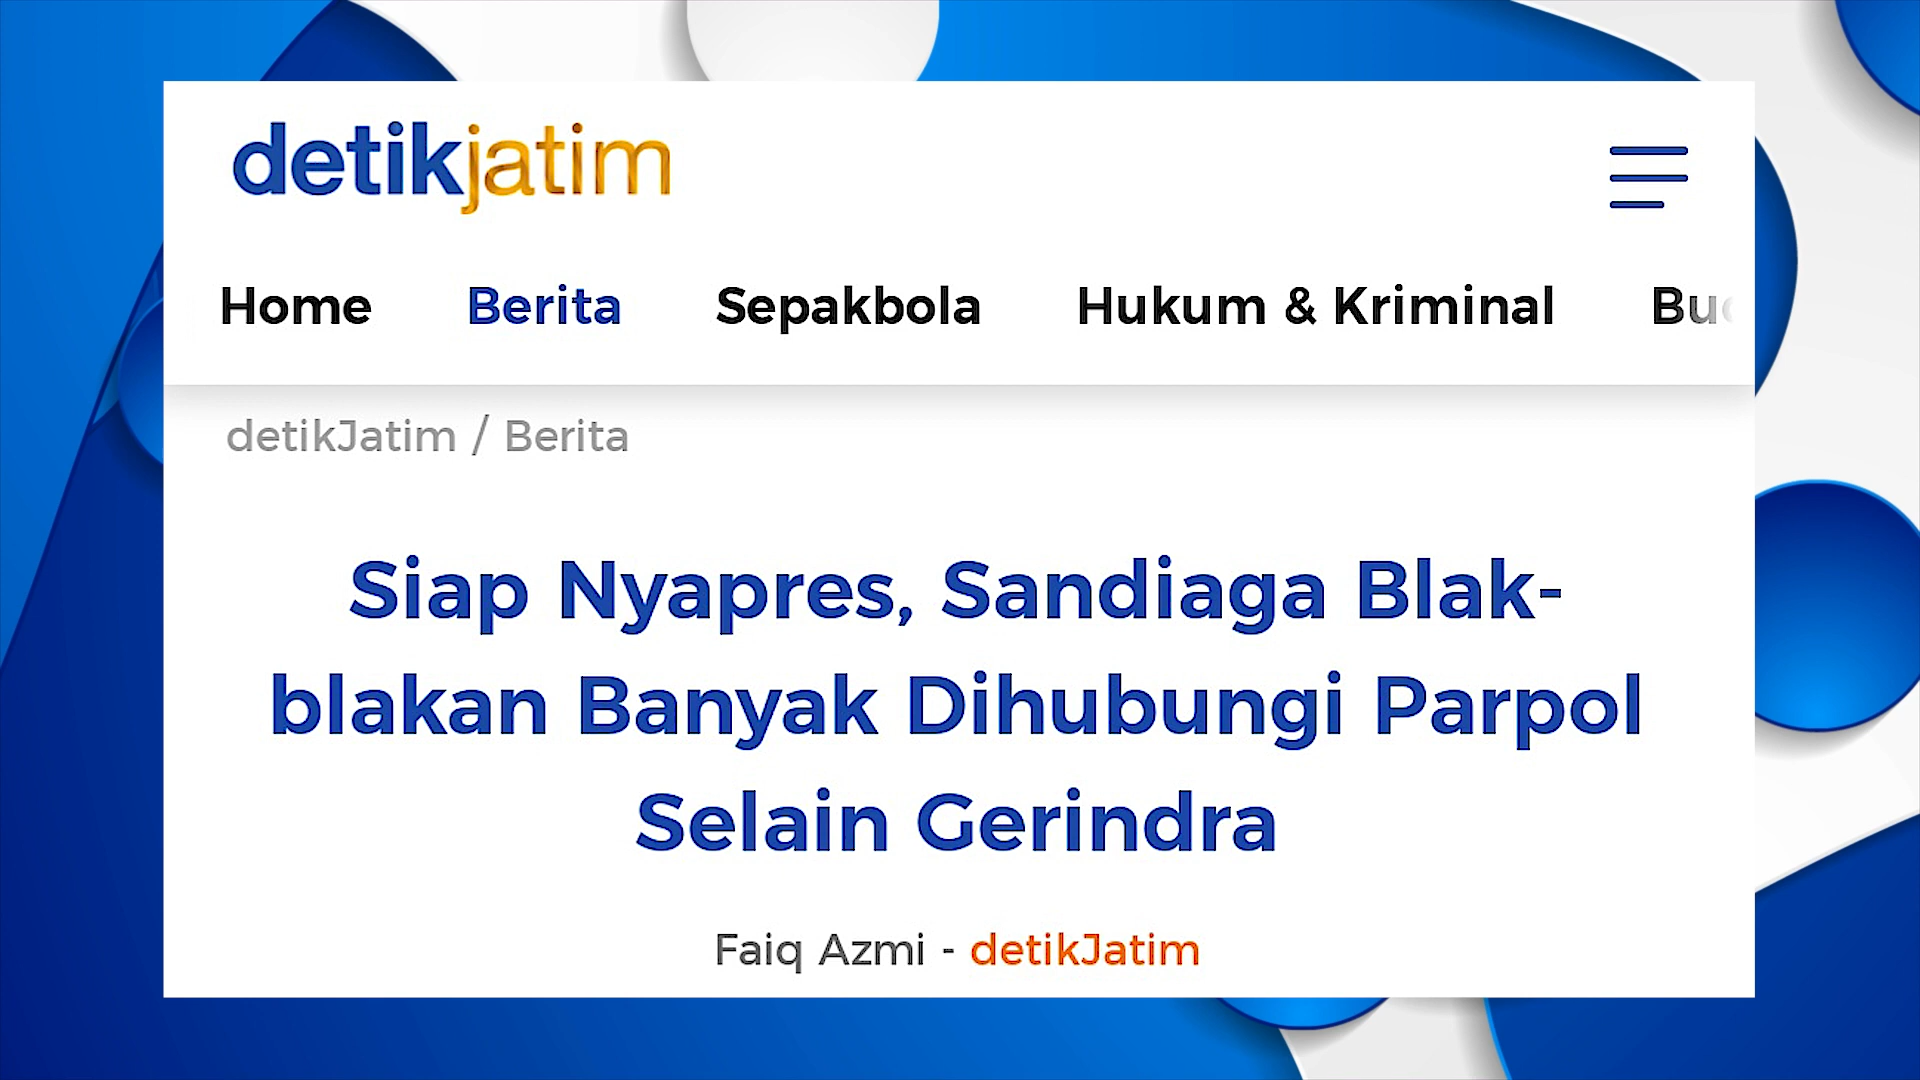 detikjatim
Home Berita Sepakbola Hukum & Kriminal
detikJatim / Berita
Siap Nyapres, Sandiaga Blak-
blakan Banyak Dihubungi Parpol
Selain Gerindra
Faiq Azmi - detikJatim